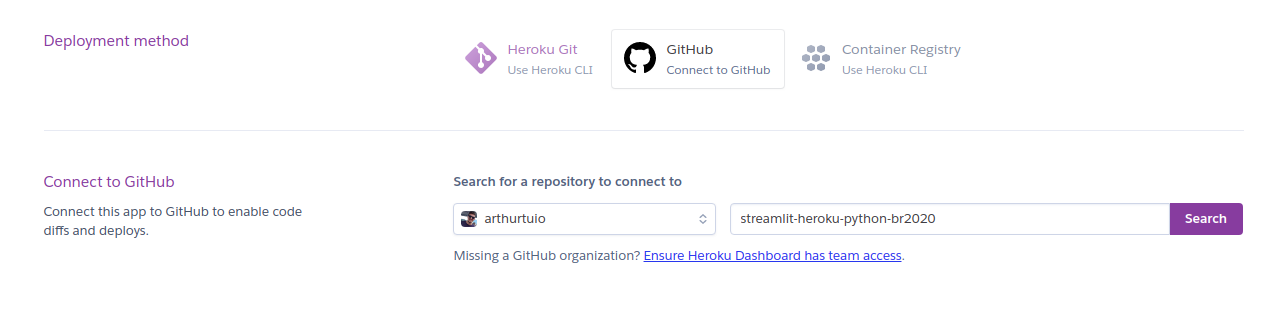 Deployment method
Heroku Git
Use Heroku CLI
GitHub
Connect to GitHub
Container Registry
Use Heroku CLI
Connect to GitHub
Connect this app to GitHub to enable code
diffs and deploys.
Search for a repository to connect to
arthurtuio
streamlit-heroku-python-br2020
Search
Missing a GitHub organization? Ensure Heroku Dashboard has team access.